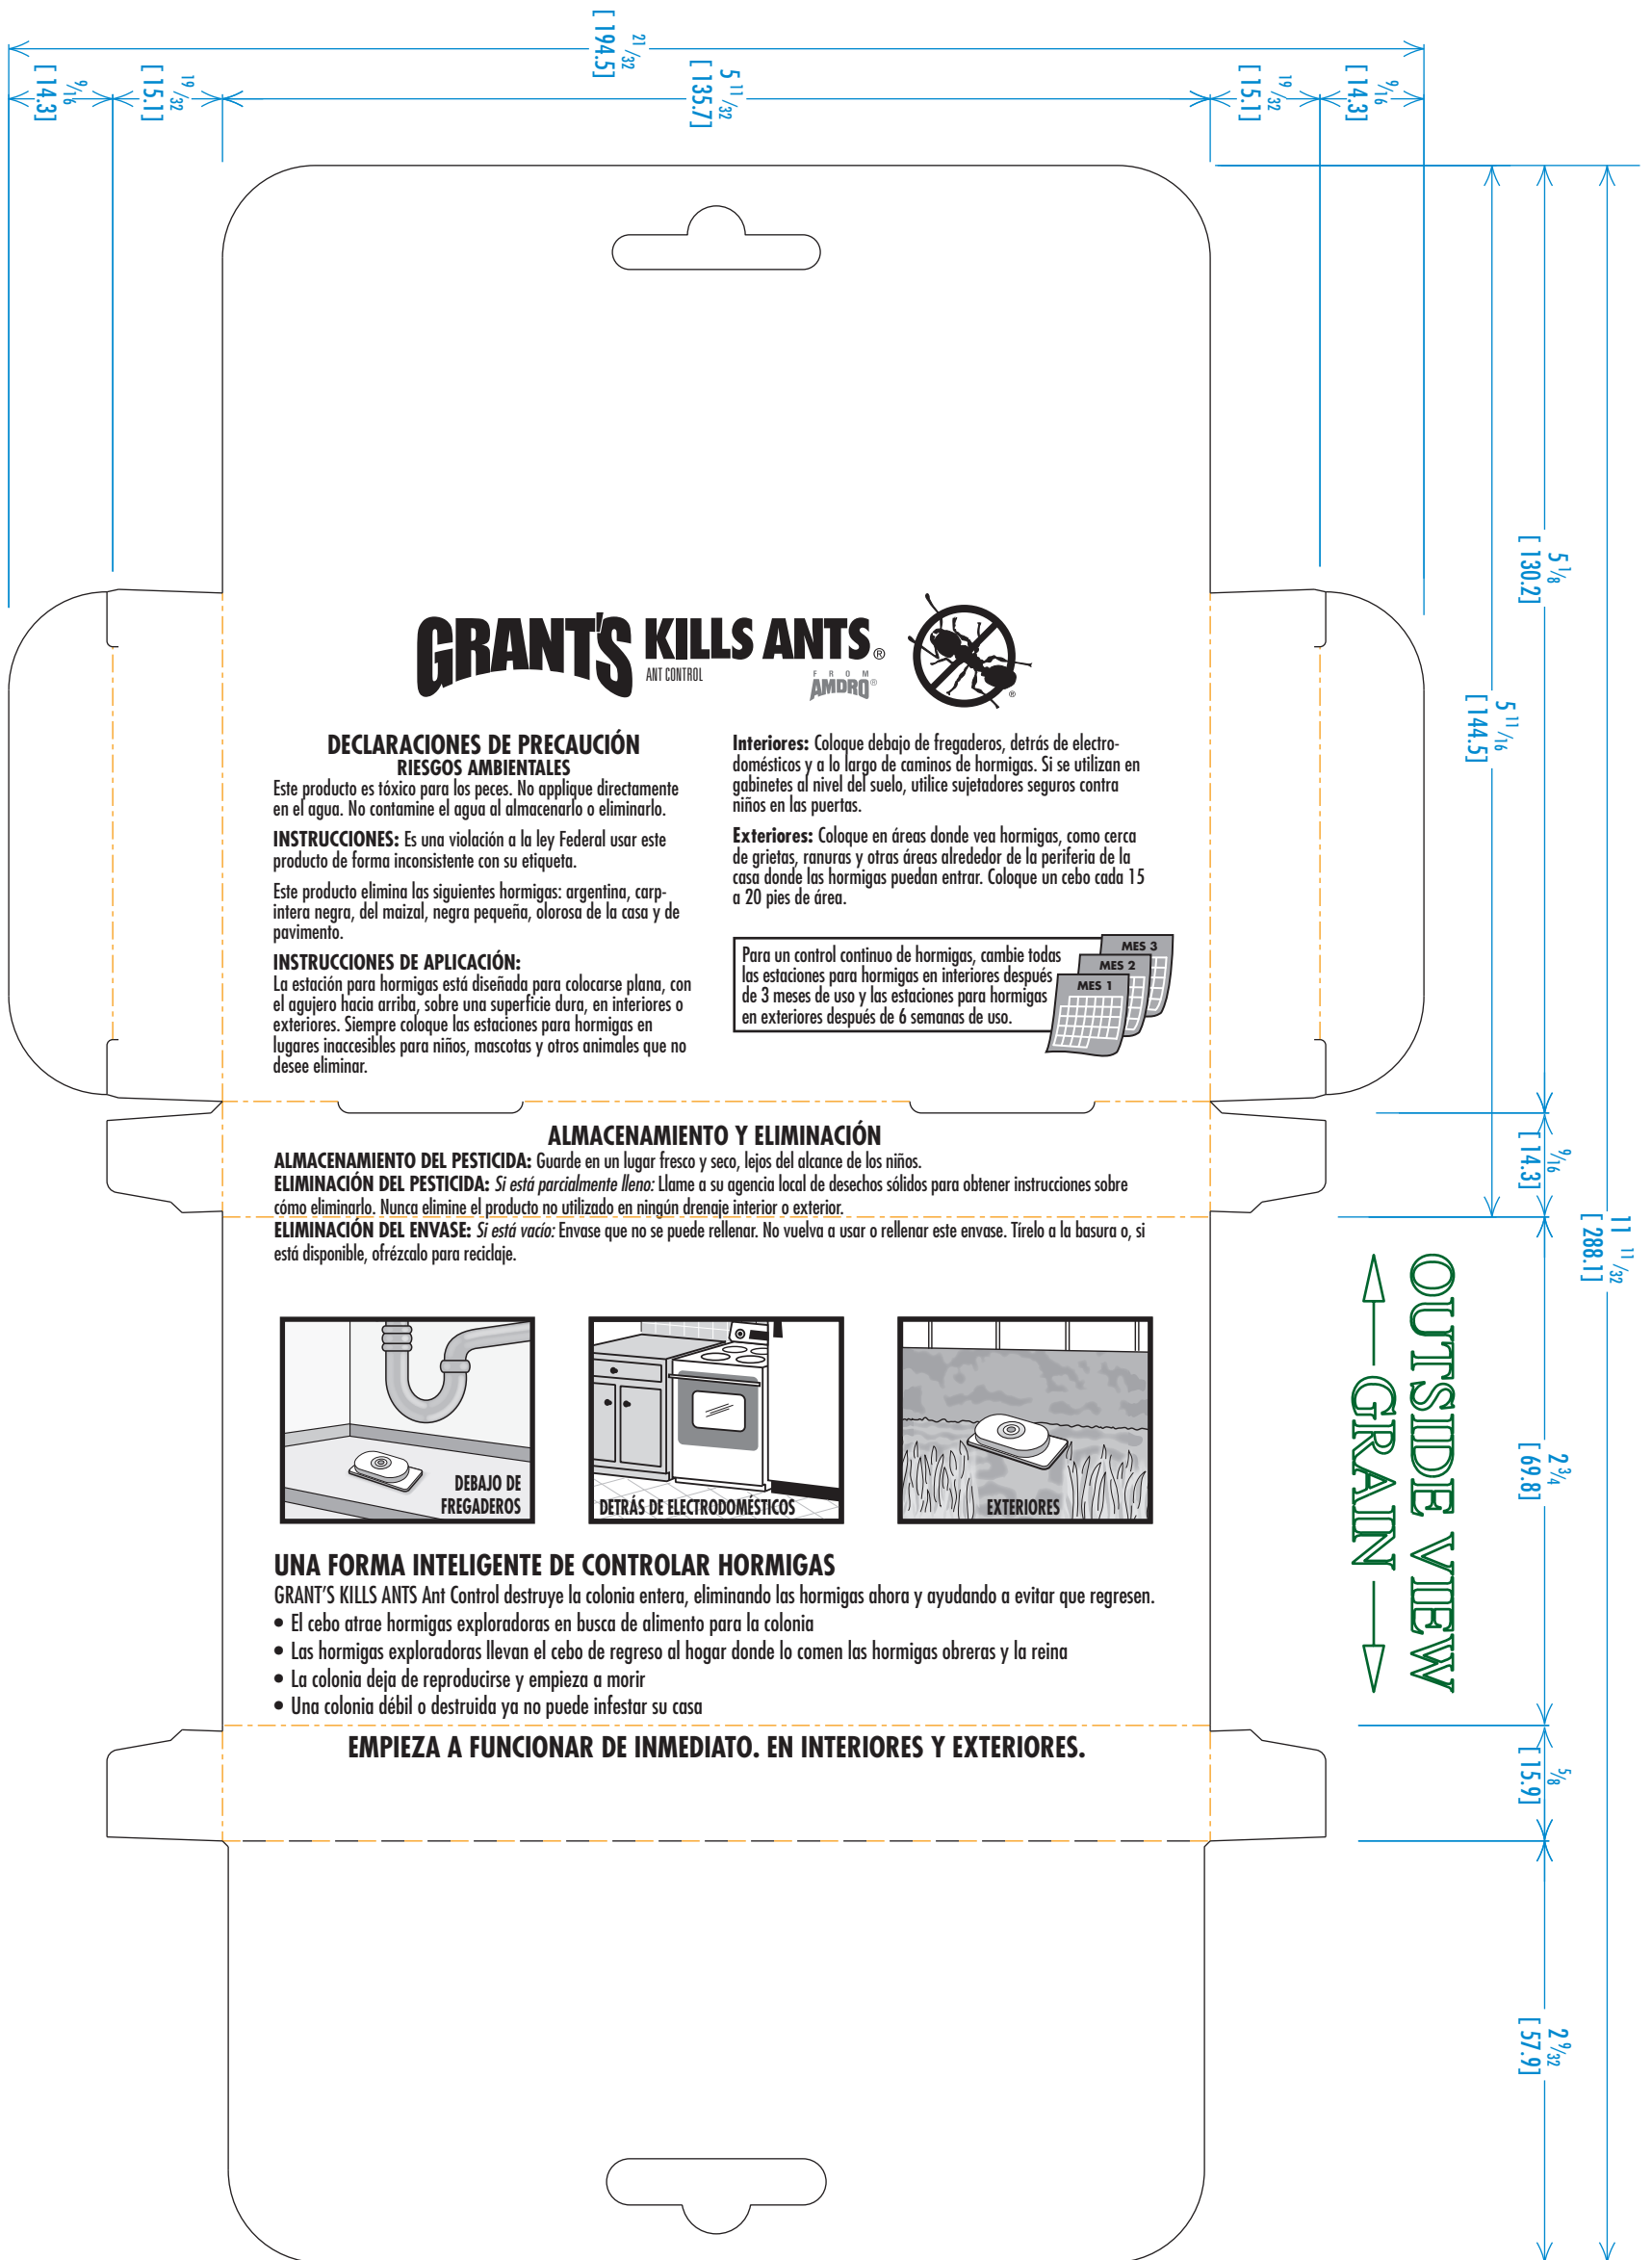 21/32
[ 194.5]
9/16
[ 14.3]
19/32
[ 15.1]
5 11/32
[ 135.7]
19/32
[ 15.1]
9/16
[ 14.3]
GRANT'S KILLS ANTS®
ANT CONTROL
FROM
AMDRO®
®
DECLARACIONES DE PRECAUCIÓN
RIESGOS AMBIENTALES
Este producto es tóxico para los peces. No applique directamente
en el agua. No contamine el agua al almacenarlo o eliminarlo.
INSTRUCCIONES: Es una violación a la ley Federal usar este
producto de forma inconsistente con su etiqueta.
Este producto elimina las siguientes hormigas: argentina, carp-
intera negra, del maizal, negra pequeña, olorosa de la casa y de
pavimento.
INSTRUCCIONES DE APLICACIÓN:
La estación para hormigas está diseñada para colocarse plana, con
el agujero hacia arriba, sobre una superficie dura, en interiores o
exteriores. Siempre coloque las estaciones para hormigas en
lugares inaccesibles para niños, mascotas y otros animales que no
desee eliminar.
Interiores: Coloque debajo de fregaderos, detrás de electro-
domésticos y a lo largo de caminos de hormigas. Si se utilizan en
gabinetes al nivel del suelo, utilice sujetadores seguros contra
niños en las puertas.
Exteriores: Coloque en áreas donde vea hormigas, como cerca
de grietas, ranuras y otras áreas alrededor de la periferia de la
casa donde las hormigas puedan entrar. Coloque un cebo cada 15
a 20 pies de área.
Para un control continuo de hormigas, cambie todas
las estaciones para hormigas en interiores después
de 3 meses de uso y las estaciones para hormigas
en exteriores después de 6 semanas de uso.
MES 3
MES 2
MES 1
ALMACENAMIENTO Y ELIMINACIÓN
ALMACENAMIENTO DEL PESTICIDA: Guarde en un lugar fresco y seco, lejos del alcance de los niños.
ELIMINACIÓN DEL PESTICIDA: Si está parcialmente lleno: Llame a su agencia local de desechos sólidos para obtener instrucciones sobre
cómo eliminarlo. Nunca elimine el producto no utilizado en ningún drenaje interior o exterior.
ELIMINACIÓN DEL ENVASE: Si está vacío: Envase que no se puede rellenar. No vuelva a usar o rellenar este envase. Tírelo a la basura o, si
está disponible, ofrézcalo para reciclaje.
DEBAJO DE
FREGADEROS
DETRÁS DE ELECTRODOMÉSTICOS
EXTERIORES
UNA FORMA INTELIGENTE DE CONTROLAR HORMIGAS
GRANT'S KILLS ANTS Ant Control destruye la colonia entera, eliminando las hormigas ahora y ayudando a evitar que regresen.
• El cebo atrae hormigas exploradoras en busca de alimento para la colonia
• Las hormigas exploradoras llevan el cebo de regreso al hogar donde lo comen las hormigas obreras y la reina
• La colonia deja de reproducirse y empieza a morir
• Una colonia débil o destruida ya no puede infestar su casa
EMPIEZA A FUNCIONAR DE INMEDIATO. EN INTERIORES Y EXTERIORES.
5 1/8
[ 130.2]
5 11/16
[ 144.5]
9/16
[ 14.3]
11 11/32
[ 288.1]
OUTSIDE VIEW
GRAIN
2 3/4
[ 69.8]
5/8
[ 15.9]
2 9/32
[ 57.9]